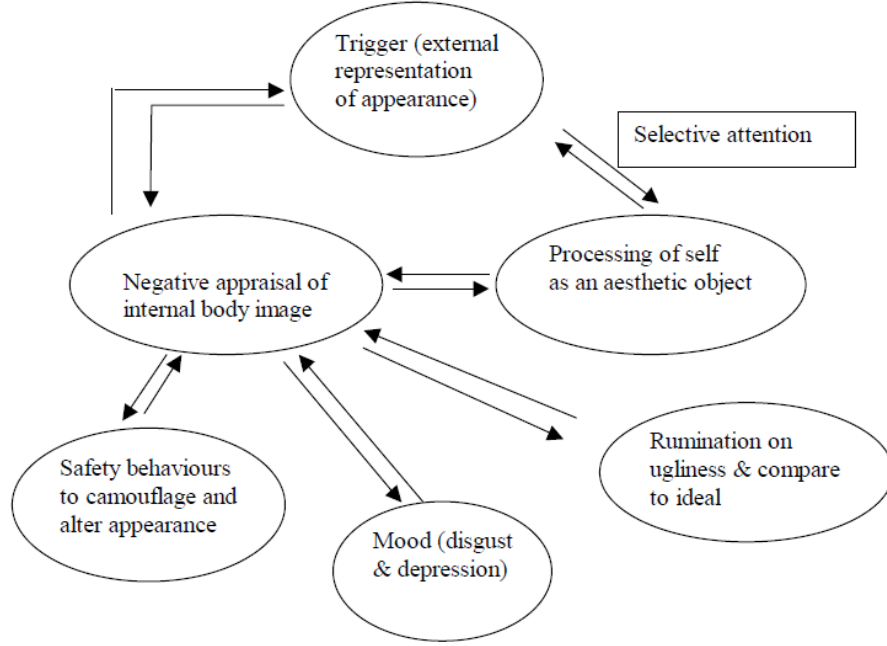 Trigger (external
representation
of appearance)
Selective attention
Processing of self
as an aesthetic object
Negative appraisal of
internal body image
Rumination on
ugliness & compare
to ideal
Safety behaviours
to camouflage and
alter appearance
Mood (disgust
& depression)